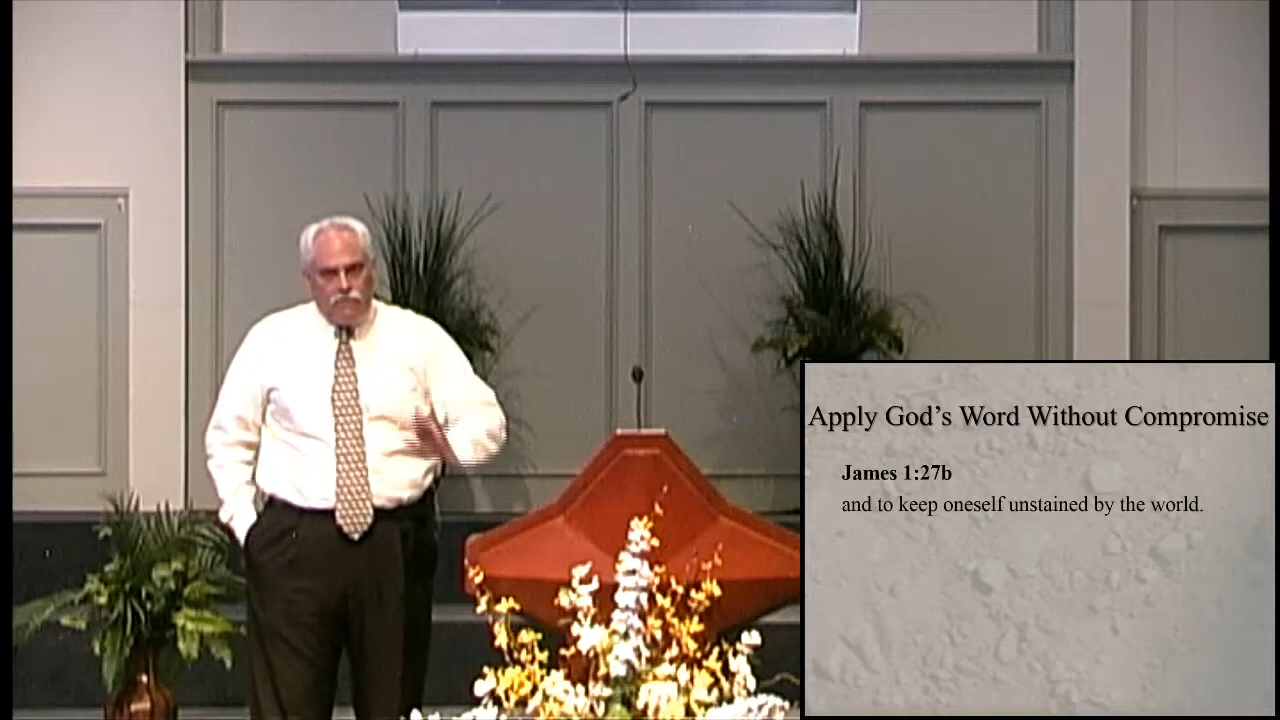 Apply God’s Word Without Compromise
James 1:27b
and to keep oneself unstained by the world.